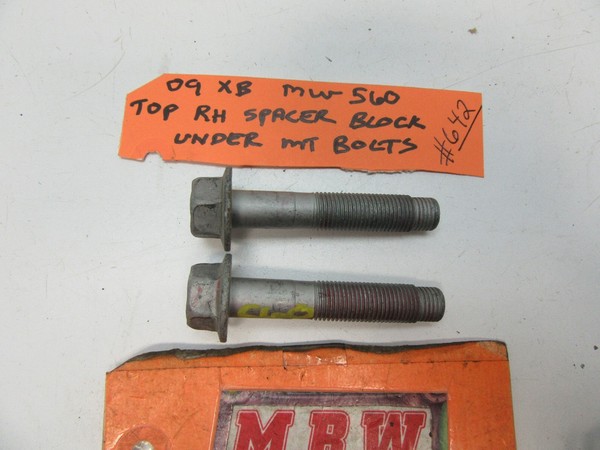 09 XB MW 560
TOP RH SPACER BLOCK
UNDER MT BOLTS
#642
MBW